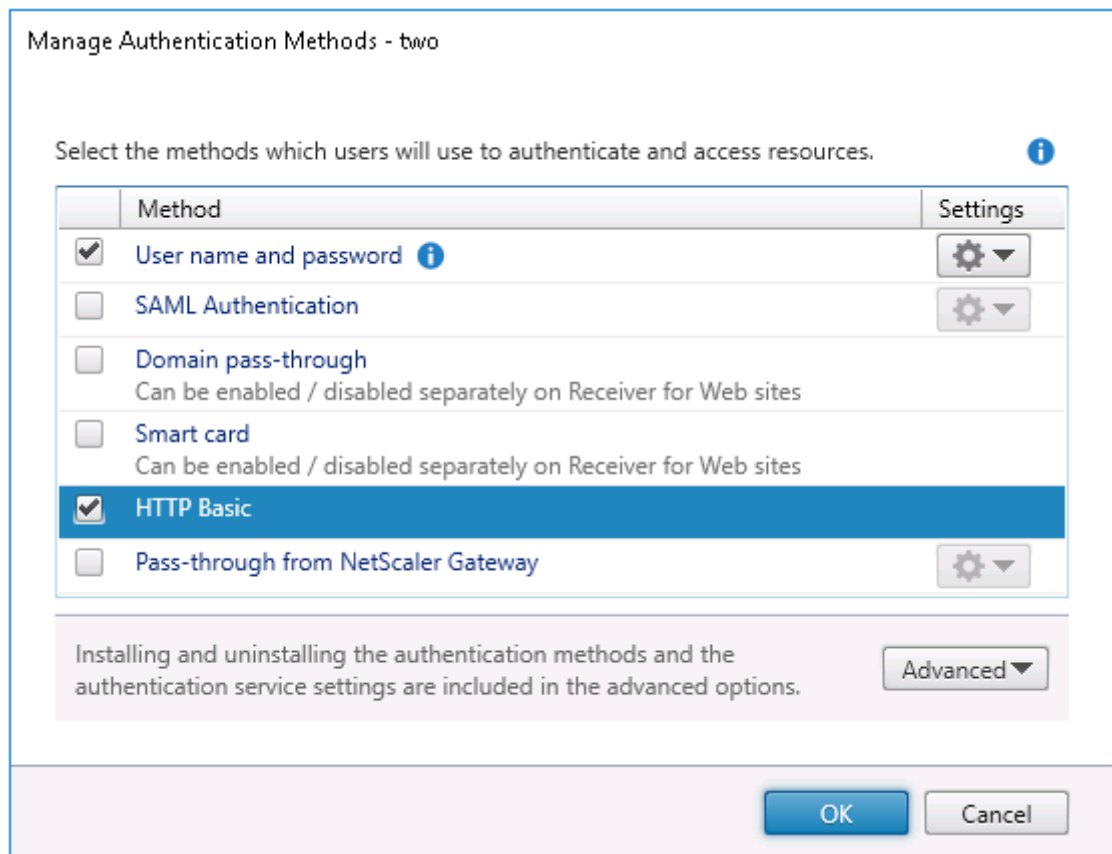 Manage Authentication Methods - two
Select the methods which users will use to authenticate and access resources.
Method Settings
User name and password
SAML Authentication
Domain pass-through
Can be enabled / disabled separately on Receiver for Web sites
Smart card
Can be enabled / disabled separately on Receiver for Web sites
HTTP Basic
Pass-through from NetScaler Gateway
Installing and uninstalling the authentication methods and the
authentication service settings are included in the advanced options.
Advanced
OK Cancel